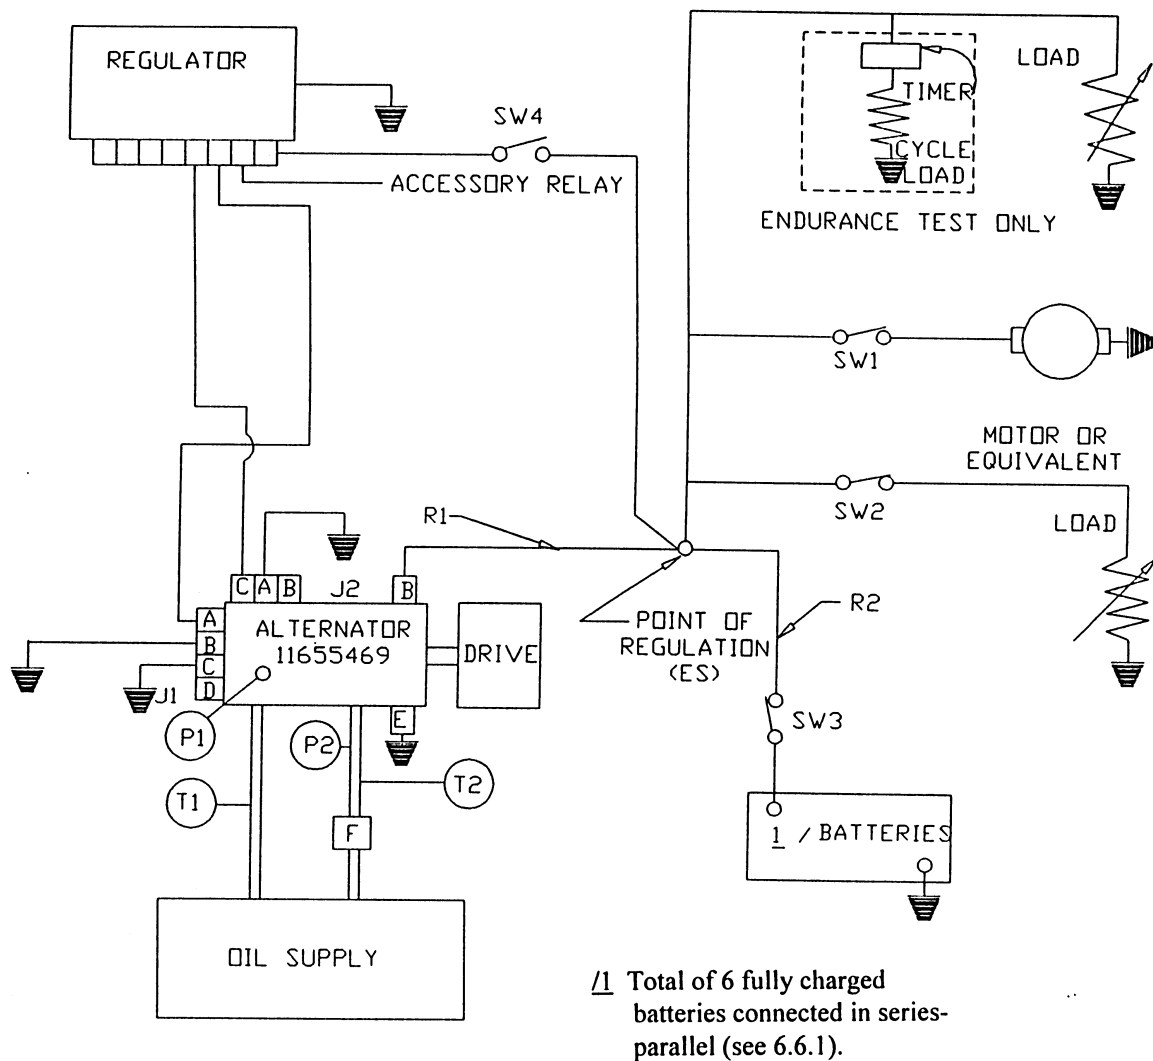 REGULATOR
SW4
ACCESSORY RELAY
LOAD
TIMER
CYCLE
LOAD
ENDURANCE TEST ONLY
SW1
MOTOR OR
EQUIVALENT
SW2
LOAD
R1
R2
POINT OF
REGULATION
(ES)
C A B
J2
B
A
B
C
D
J1
ALTERNATOR
11655469
DRIVE
E
P1
P2
T1
T2
F
SW3
1 / BATTERIES
OIL SUPPLY
/1 Total of 6 fully charged
batteries connected in series-
parallel (see 6.6.1).